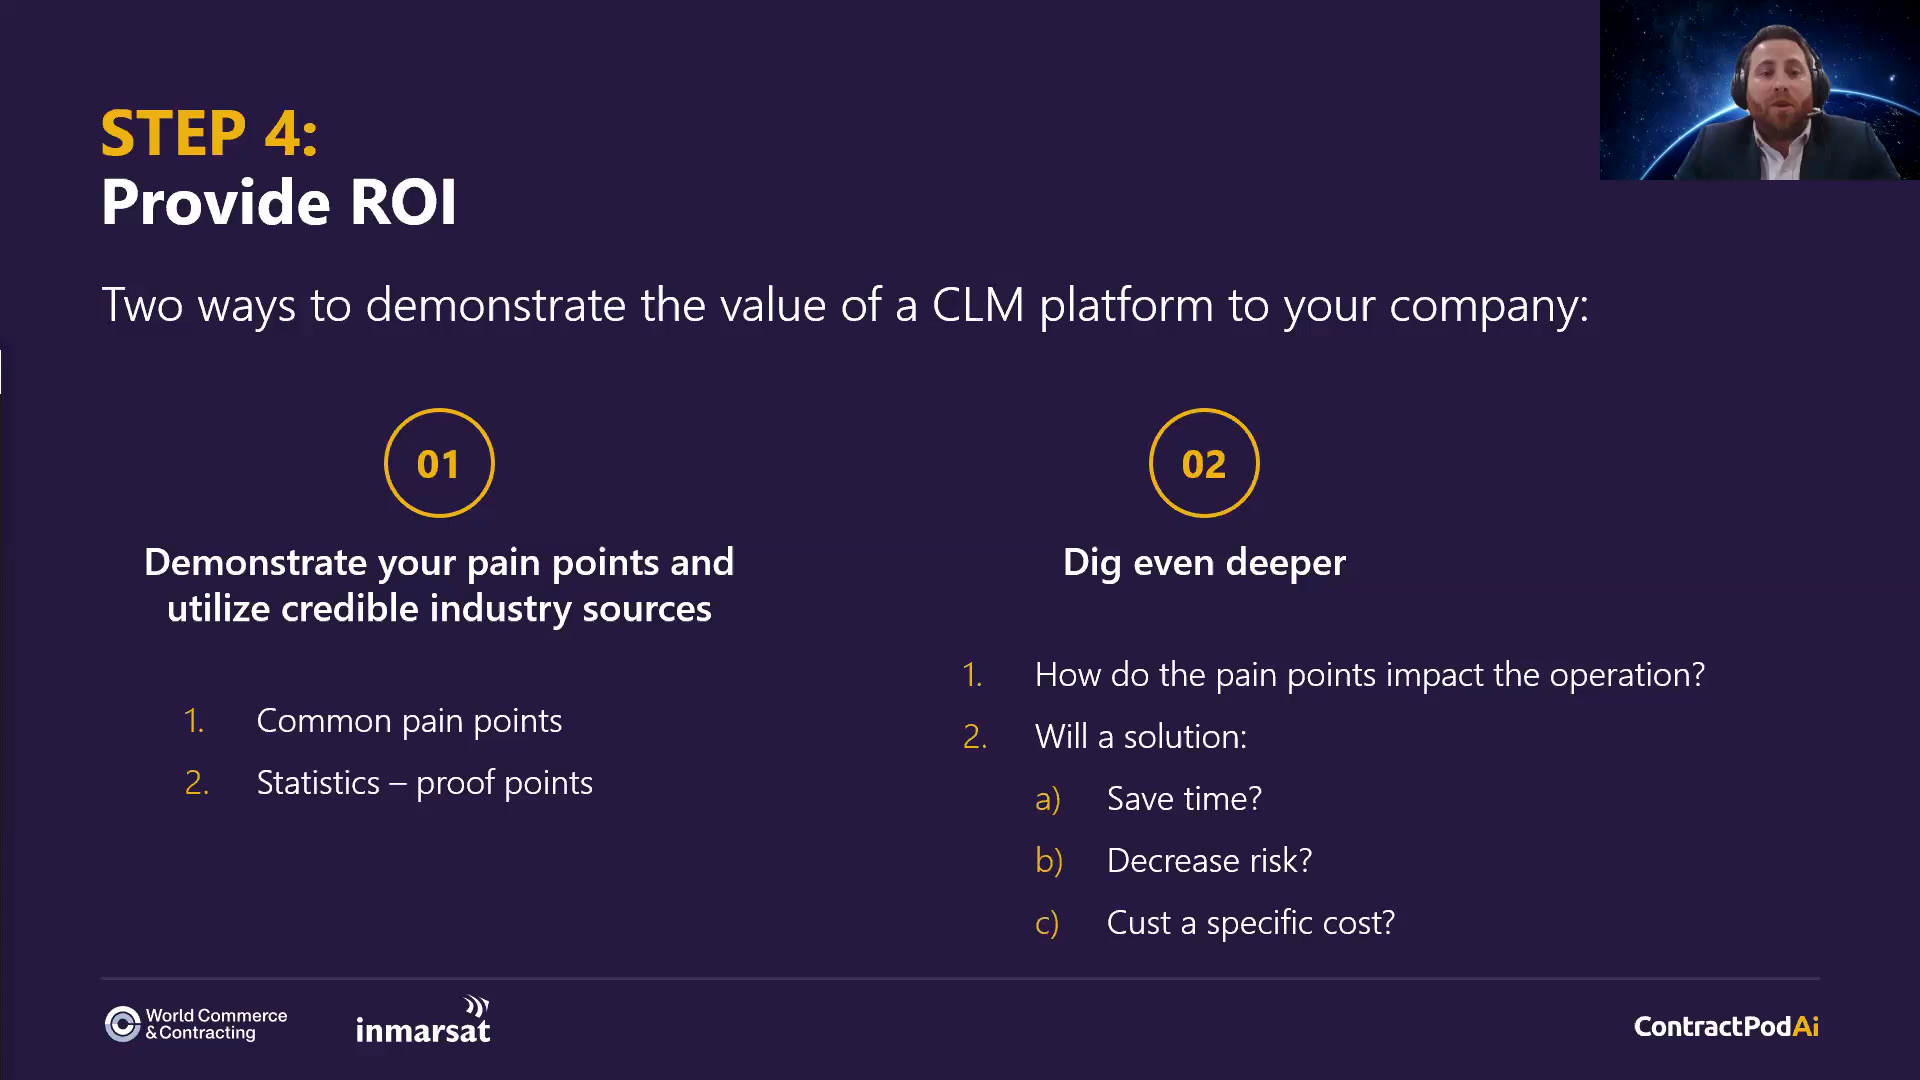 STEP 4:
Provide ROI
Two ways to demonstrate the value of a CLM platform to your company:
01
Demonstrate your pain points and
utilize credible industry sources
1. Common pain points
2. Statistics – proof points
02
Dig even deeper
1. How do the pain points impact the operation?
2. Will a solution:
a) Save time?
b) Decrease risk?
c) Cust a specific cost?
World Commerce
& Contracting
inmarsat
ContractPodAi